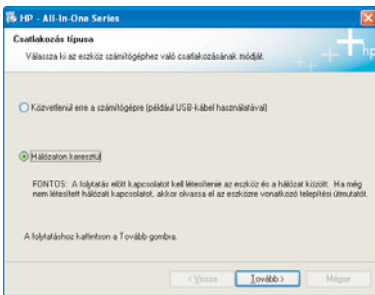 HP - All-In-One Series
Csatlakozás típusa
Válassza ki az eszköz számítógéphez való csatlakozásának módját.
hp
Közvetlenül erre a számítógépre (például USB-kábel használatával)
Hálózaton keresztül
FONTOS: A folytatás előtt kapcsolatot kell létesítenie az eszköz és a hálózat között. Ha még
nem létesített hálózati kapcsolatot, akkor olvassa el az eszközre vonatkozó telepítési útmutatót.
A folytatáshoz kattintson a Tovább gombra.
< Vissza Tovább > Mégse